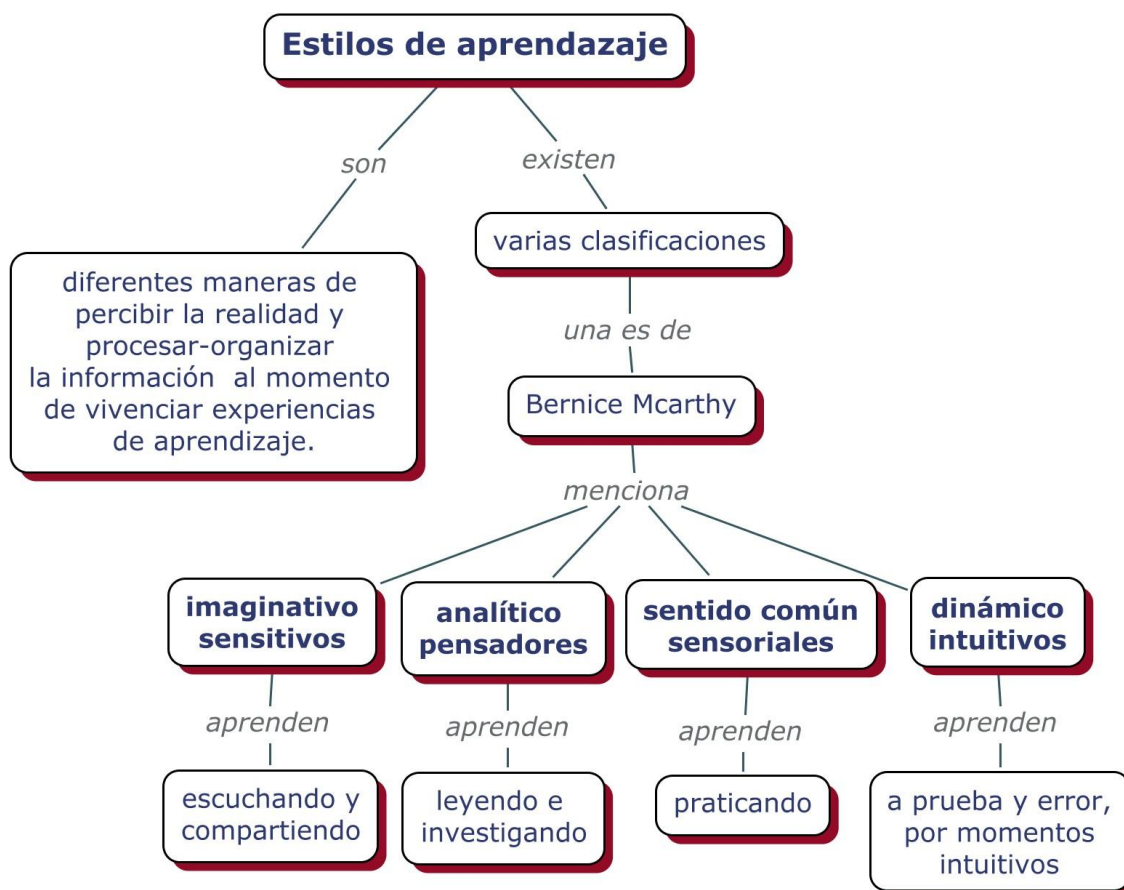 Estilos de aprendazaje
son
existen
diferentes maneras de
percibir la realidad y
procesar-organizar
la información al momento
de vivenciar experiencias
de aprendizaje.
varias clasificaciones
una es de
Bernice Mcarthy
menciona
imaginativo
sensitivos
analítico
pensadores
sentido común
sensoriales
dinámico
intuitivos
aprenden
aprenden
aprenden
aprenden
escuchando y
compartiendo
leyendo e
investigando
praticando
a prueba y error,
por momentos
intuitivos